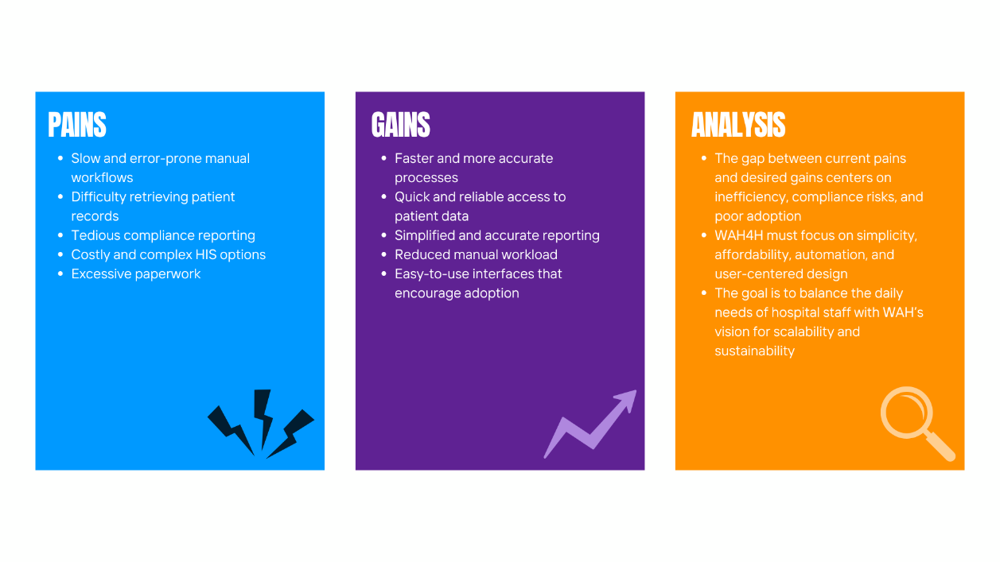 PAINS
• Slow and error-prone manual
workflows
• Difficulty retrieving patient
records
• Tedious compliance reporting
• Costly and complex HIS options
• Excessive paperwork
GAINS
• Faster and more accurate
processes
• Quick and reliable access to
patient data
• Simplified and accurate reporting
• Reduced manual workload
• Easy-to-use interfaces that
encourage adoption
ANALYSIS
• The gap between current pains
and desired gains centers on
inefficiency, compliance risks, and
poor adoption
• WAH4H must focus on simplicity,
affordability, automation, and
user-centered design
• The goal is to balance the daily
needs of hospital staff with WAH's
vision for scalability and
sustainability